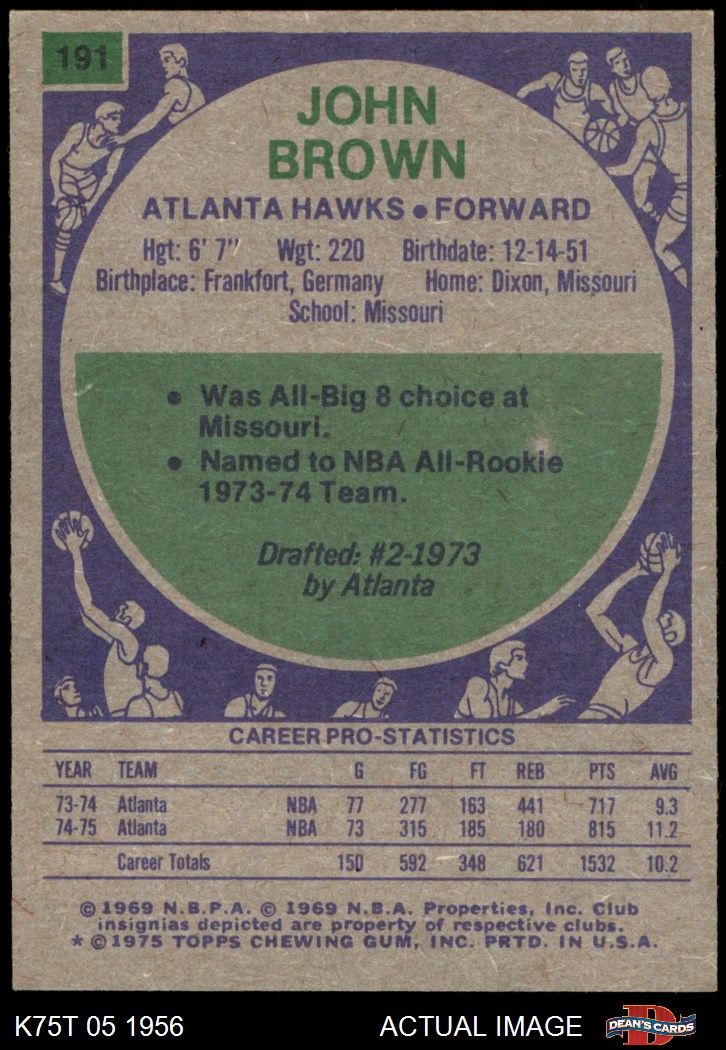 191
JOHN
BROWN
ATLANTA HAWKS • FORWARD
Hgt: 6' 7" Wgt: 220 Birthdate: 12-14-51
Birthplace: Frankfort, Germany Home: Dixon, Missouri
School: Missouri
• Was All-Big 8 choice at
Missouri.
• Named to NBA All-Rookie
1973-74 Team.
Drafted: #2-1973
by Atlanta
CAREER PRO-STATISTICS
YEAR TEAM G FG FT REB PTS AVG
73-74 Atlanta NBA 77 277 163 441 717 9.3
74-75 Atlanta NBA 73 315 185 180 815 11.2
Career Totals 150 592 348 621 1532 10.2
© 1969 N.B.P.A. © 1969 N.B.A. Properties, Inc. Club
insignias depicted are property of respective clubs.
* © 1975 TOPPS CHEWING GUM, INC. PRTD. IN U.S.A.
K75T 05 1956 ACTUAL IMAGE D DEAN'S CARDS